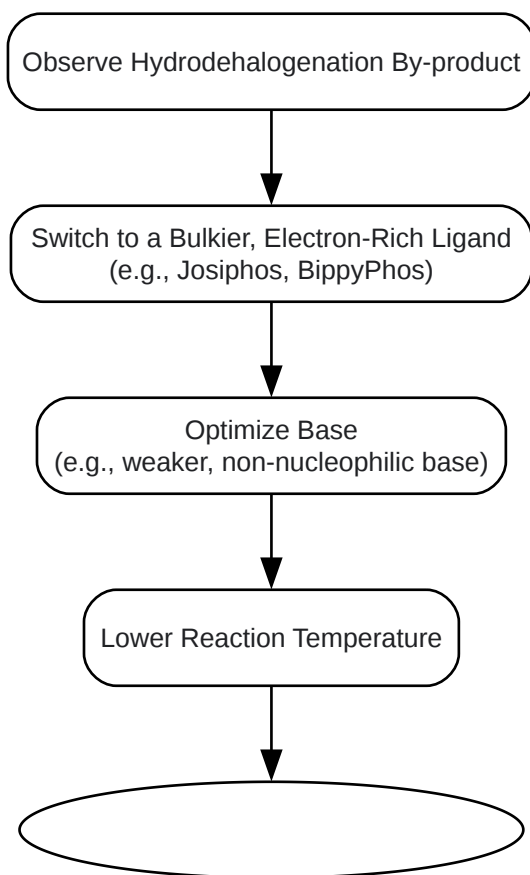 Observe Hydrodehalogenation By-product
Switch to a Bulkier, Electron-Rich Ligand
(e.g., Josiphos, BippyPhos)
Optimize Base
(e.g., weaker, non-nucleophilic base)
Lower Reaction Temperature